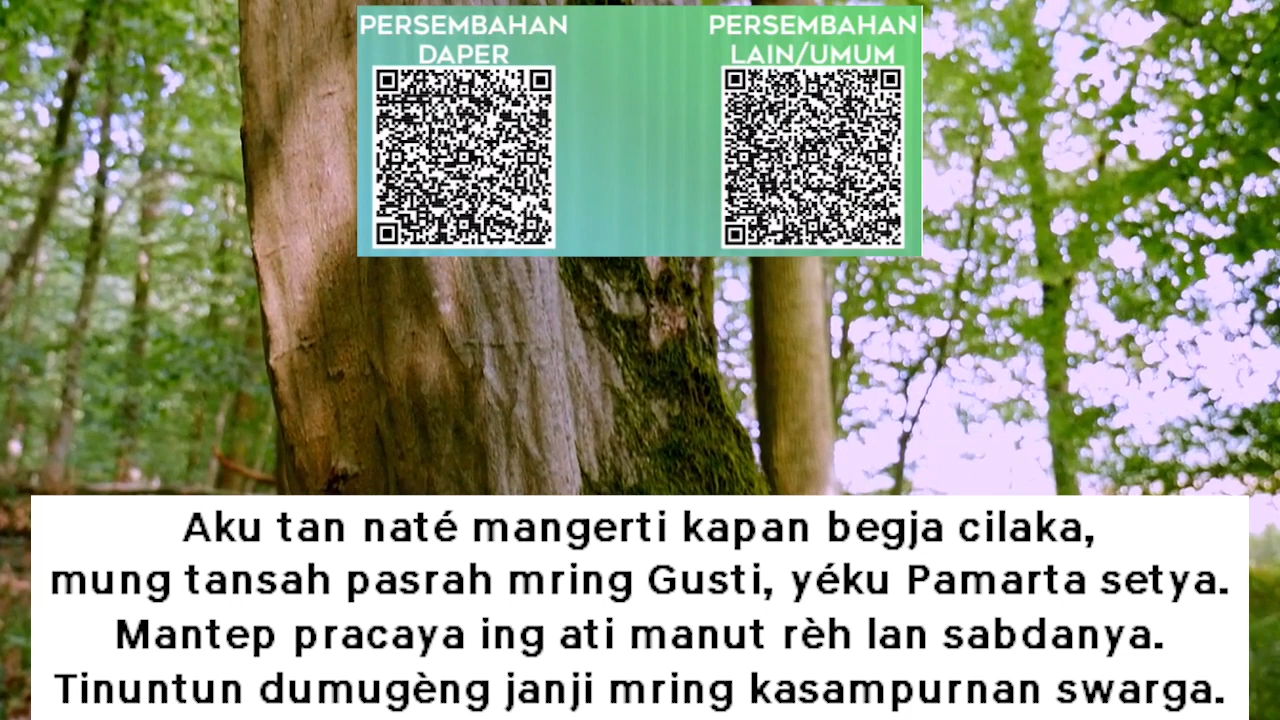 PERSEMBAHAN
DAPER
PERSEMBAHAN
LAIN/UMUM
Aku tan naté mangerti kapan begja cilaka,
mung tansah pasrah mring Gusti, yéku Pamarta setya.
Mantep pracaya ing ati manut rèh lan sabdanya.
Tinuntun dumugèng janji mring kasampurnan swarga.